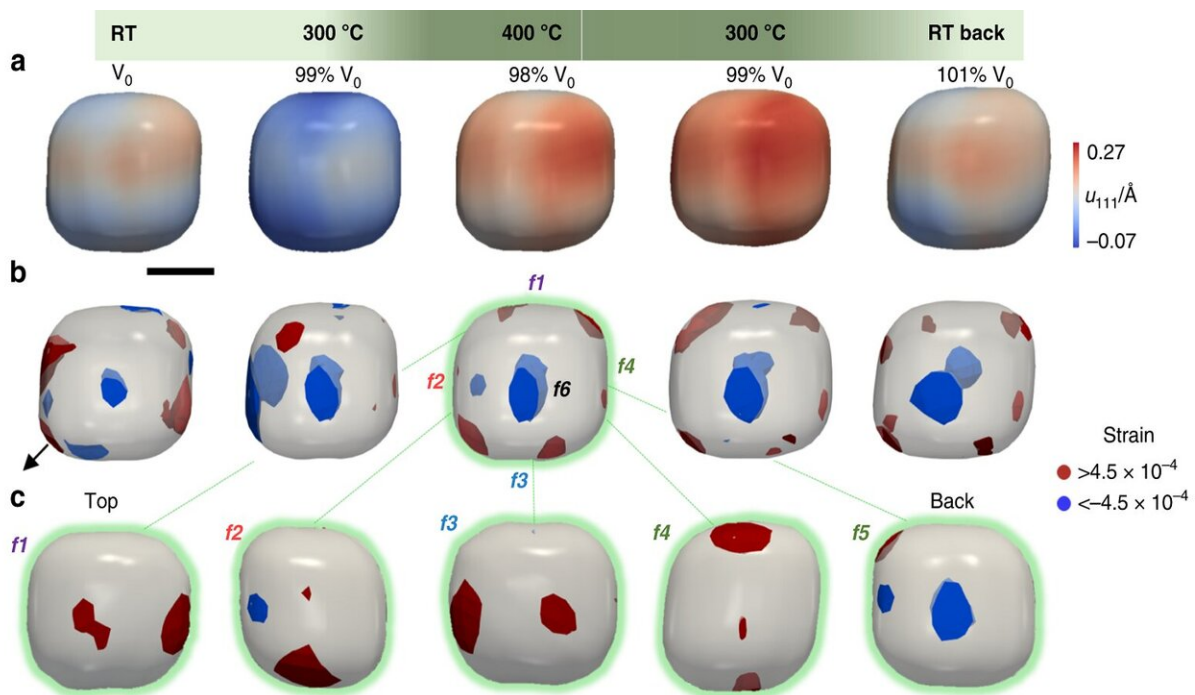 RT 300 °C 400 °C 300 °C RT back
a
V0 99% V0 98% V0 99% V0 101% V0
0.27
u111/Å
−0.07
b
f1
f2 f6 f4
f3
Strain
>4.5 × 10−4
<−4.5 × 10−4
c
Top Back
f1 f2 f3 f4 f5